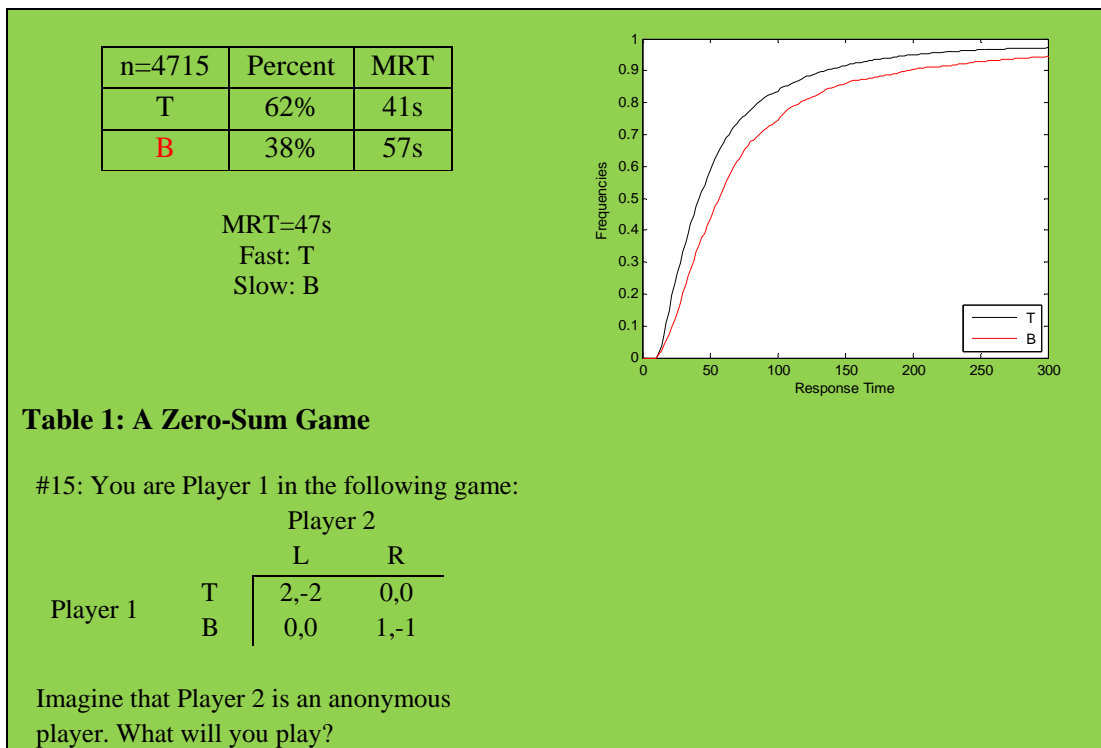 n=4715 Percent MRT
T 62% 41s
B 38% 57s
MRT=47s
Fast: T
Slow: B
1
0.9
0.8
0.7
0.6
0.5
0.4
0.3
0.2
0.1
0
Frequencies
0 50 100 150 200 250 300
Response Time
T
B
Table 1: A Zero-Sum Game
#15: You are Player 1 in the following game:
Player 2
L R
Player 1
T 2,-2 0,0
B 0,0 1,-1
Imagine that Player 2 is an anonymous
player. What will you play?